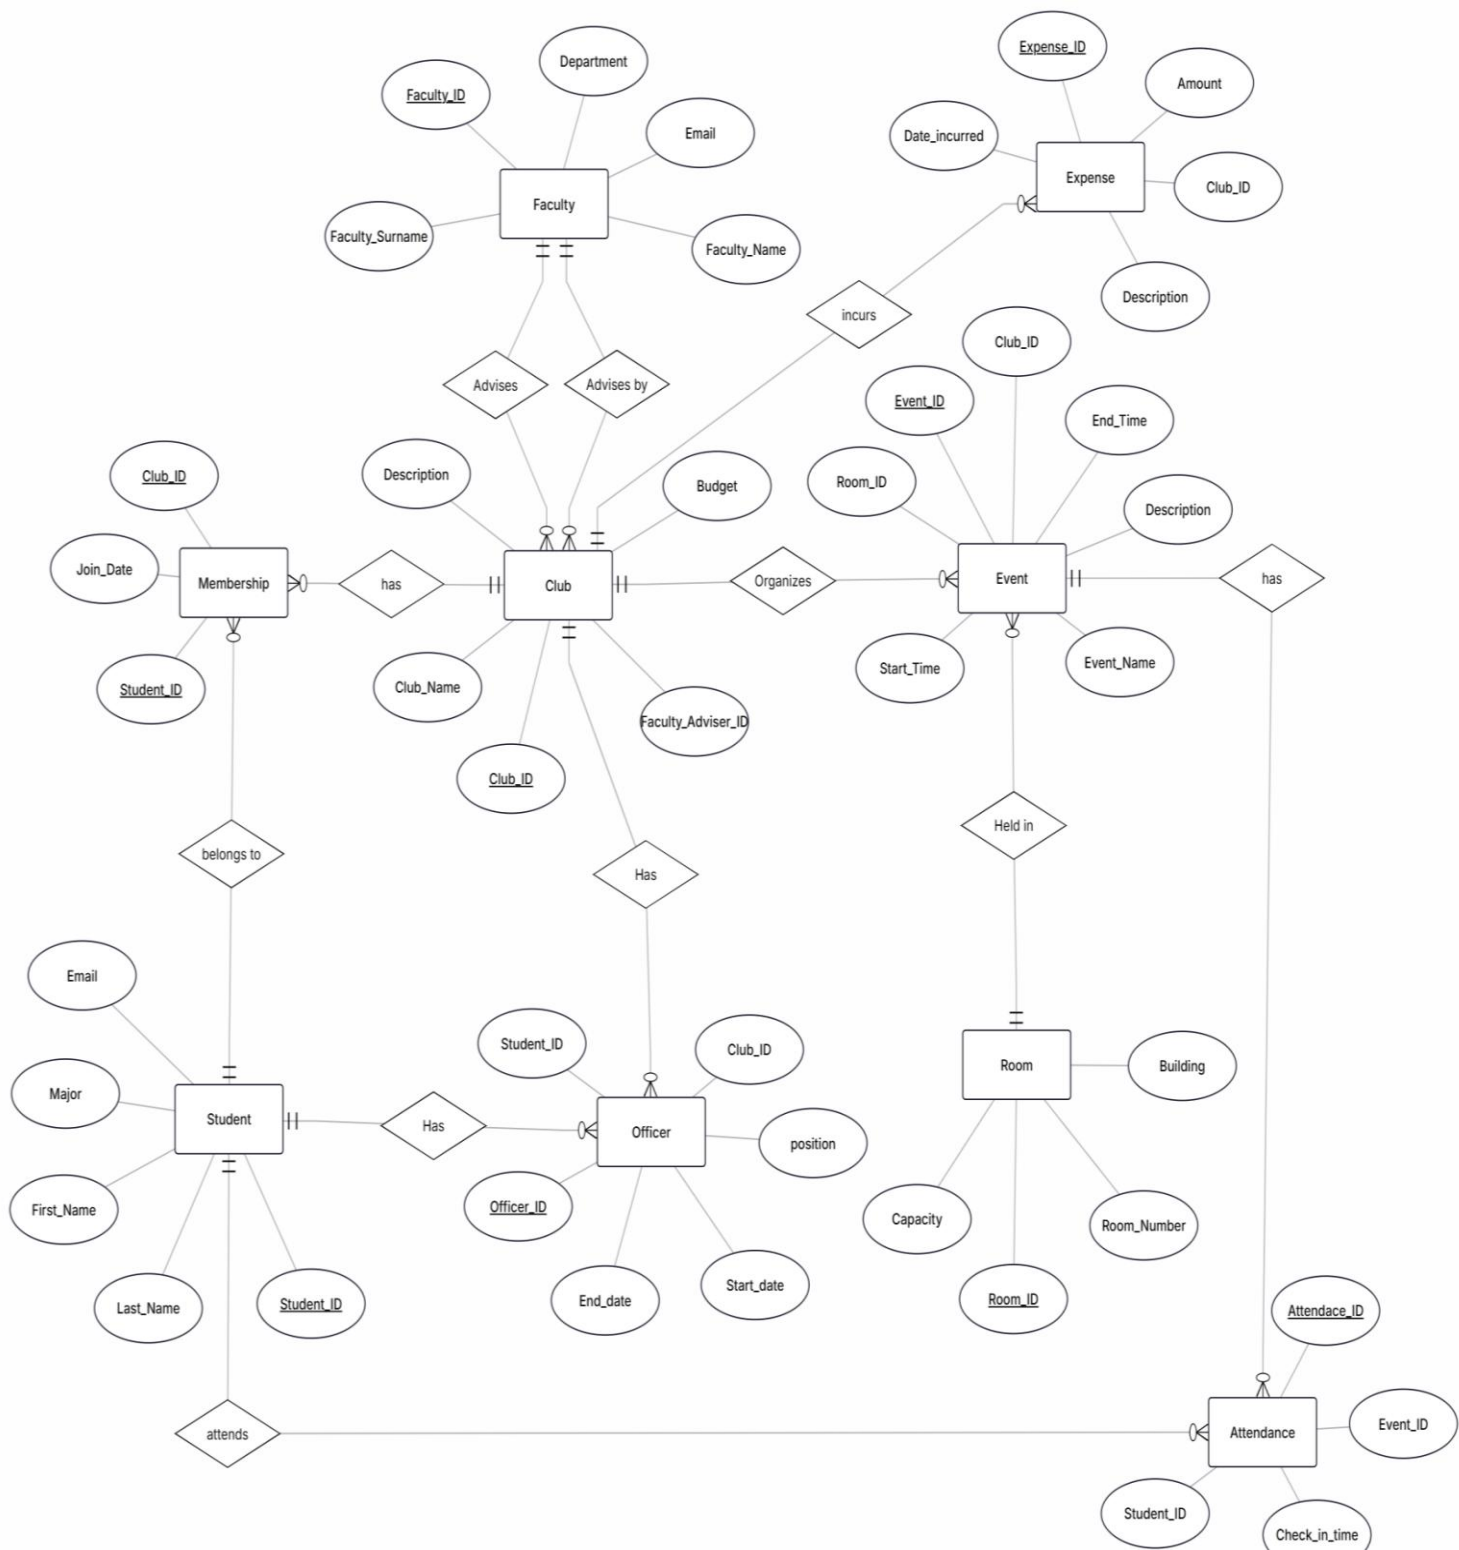 Expense_ID
Department
Amount
Faculty_ID
Email
Date_incurred
Expense
Club_ID
Faculty
Faculty_Surname
Faculty_Name
Description
incurs
Club_ID
Advises
Advises by
Event_ID
End_Time
Description
Club_ID
Budget
Room_ID
Description
Join_Date
Membership
has
Club
Organizes
Event
has
Student_ID
Club_Name
Faculty_Adviser_ID
Start_Time
Event_Name
Club_ID
Held in
belongs to
Has
Email
Student_ID
Club_ID
Major
Room
Building
Student
Has
Officer
position
First_Name
Officer_ID
Capacity
Room_Number
Last_Name
Student_ID
End_date
Start_date
Room_ID
Attendace_ID
attends
Attendance
Event_ID
Student_ID
Check_in_time